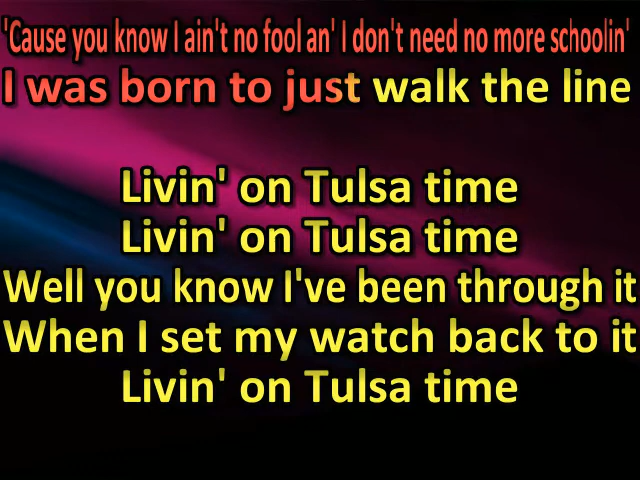 'Cause you know I ain't no fool an' I don't need no more schoolin'
I was born to just walk the line
Livin' on Tulsa time
Livin' on Tulsa time
Well you know I've been through it
When I set my watch back to it
Livin' on Tulsa time